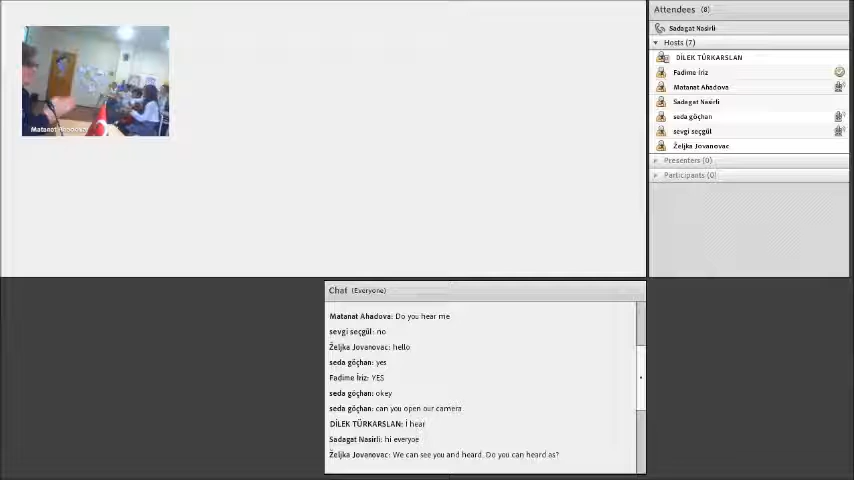 Attendees (8)
Sadagat Nasirli
Hosts (7)
DİLEK TÜRKARSLAN
Fadime İriz
Matanat Ahadova
Sadagat Nasirli
seda göçhan
sevgi seçgül
Željka Jovanovac
Presenters (0)
Participants (0)
Matanat Ahadova
Chat (Everyone)
Matanat Ahadova: Do you hear me
sevgi seçgül: no
Željka Jovanovac: hello
seda göçhan: yes
Fadime İriz: YES
seda göçhan: okey
seda göçhan: can you open our camera
DİLEK TÜRKARSLAN: İ hear
Sadagat Nasirli: hi everyoe
Željka Jovanovac: We can see you and heard. Do you can heard as?